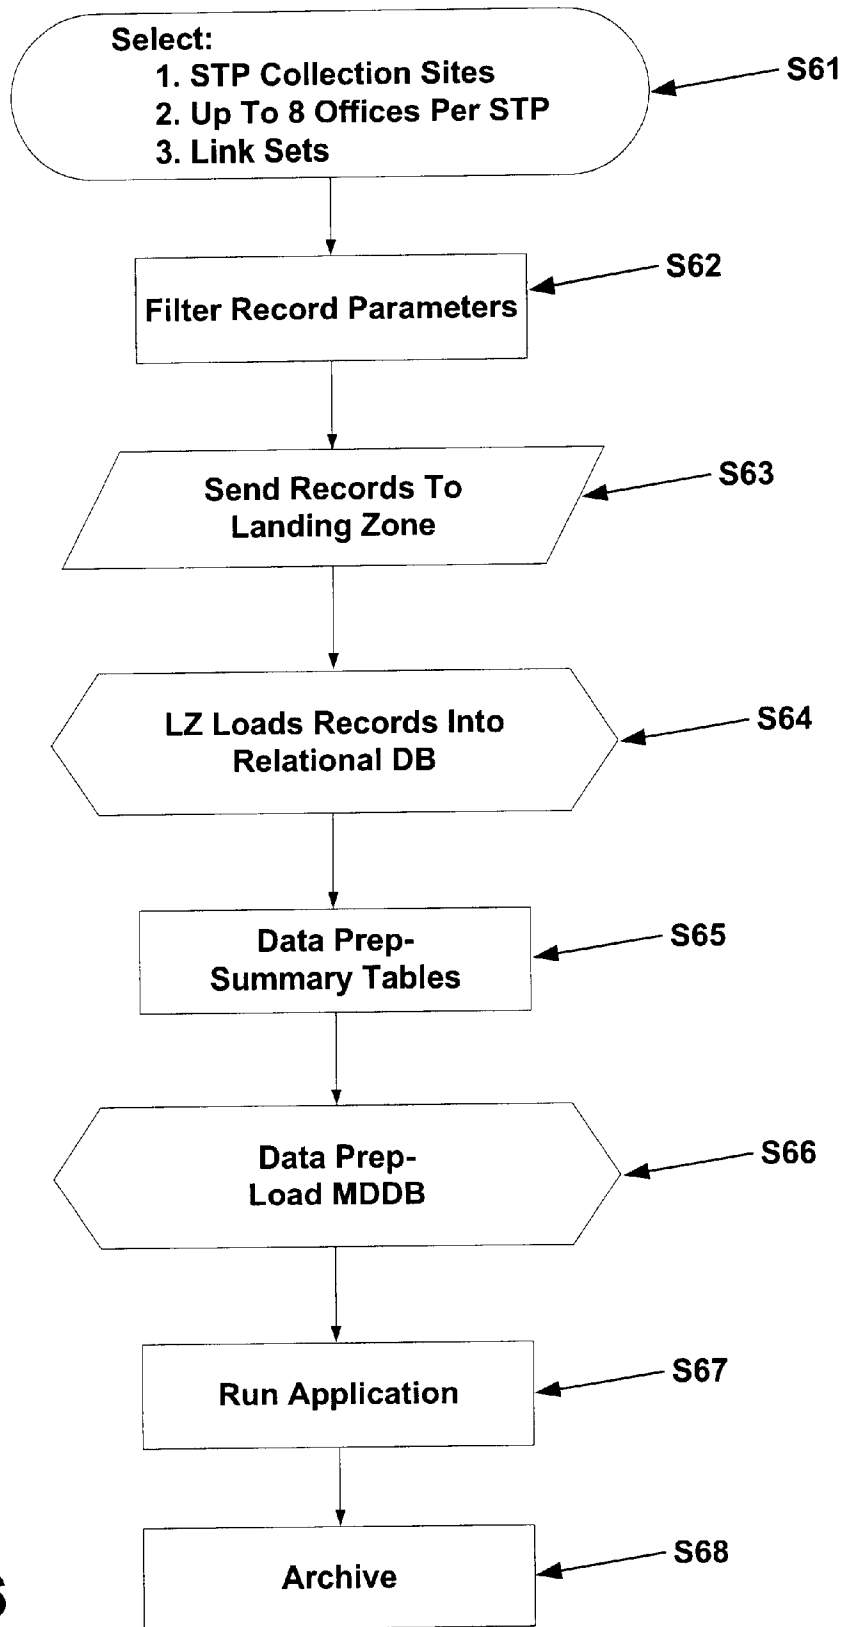 Select:
1. STP Collection Sites
2. Up To 8 Offices Per STP
3. Link Sets
S61
Filter Record Parameters
S62
Send Records To
Landing Zone
S63
LZ Loads Records Into
Relational DB
S64
Data Prep-
Summary Tables
S65
Data Prep-
Load MDDB
S66
Run Application
S67
Archive
S68